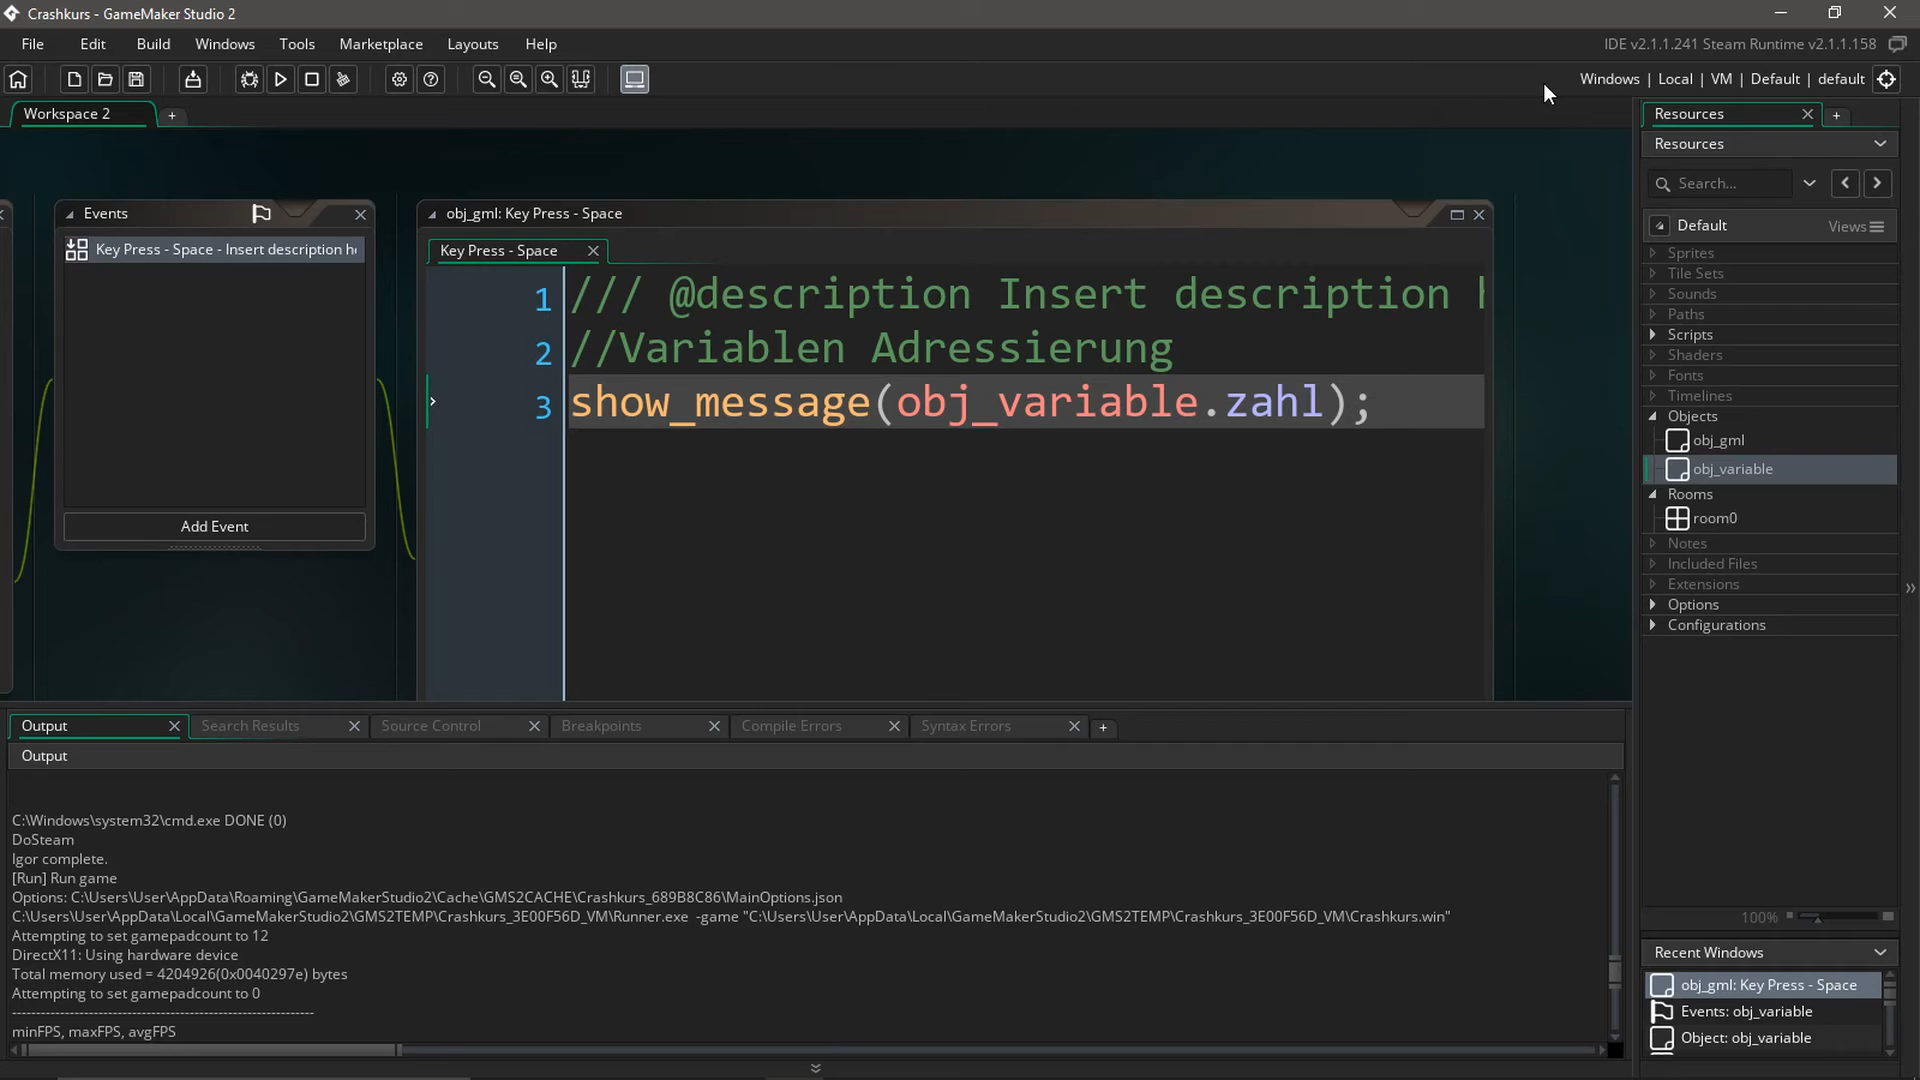 Crashkurs - GameMaker Studio 2
File Edit Build Windows Tools Marketplace Layouts Help
IDE v2.1.1.241 Steam Runtime v2.1.1.158
Windows | Local | VM | Default | default
Workspace 2
+
Events
Key Press - Space - Insert description he
Add Event
obj_gml: Key Press - Space
Key Press - Space
1 /// @description Insert description h
2 //Variablen Adressierung
3 show_message(obj_variable.zahl);
Resources
Resources
Search...
Default
Views
Sprites
Tile Sets
Sounds
Paths
Scripts
Shaders
Fonts
Timelines
Objects
obj_gml
obj_variable
Rooms
room0
Notes
Included Files
Extensions
Options
Configurations
100%
Recent Windows
obj_gml: Key Press - Space
Events: obj_variable
Object: obj_variable
Output Search Results Source Control Breakpoints Compile Errors Syntax Errors +
Output
C:\Windows\system32\cmd.exe DONE (0)
DoSteam
Igor complete.
[Run] Run game
Options: C:\Users\User\AppData\Roaming\GameMakerStudio2\Cache\GMS2CACHE\Crashkurs_689B8C86\MainOptions.json
C:\Users\User\AppData\Local\GameMakerStudio2\GMS2TEMP\Crashkurs_3E00F56D_VM\Runner.exe -game "C:\Users\User\AppData\Local\GameMakerStudio2\GMS2TEMP\Crashkurs_3E00F56D_VM\Crashkurs.win"
Attempting to set gamepadcount to 12
DirectX11: Using hardware device
Total memory used = 4204926(0x0040297e) bytes
Attempting to set gamepadcount to 0
---------------------------------------------------------------
minFPS, maxFPS, avgFPS